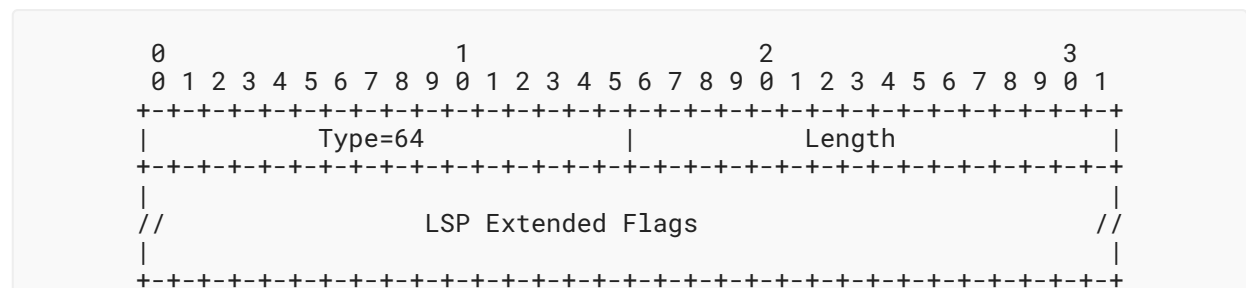 0                   1                   2                   3
 0 1 2 3 4 5 6 7 8 9 0 1 2 3 4 5 6 7 8 9 0 1 2 3 4 5 6 7 8 9 0 1
+-+-+-+-+-+-+-+-+-+-+-+-+-+-+-+-+-+-+-+-+-+-+-+-+-+-+-+-+-+-+-+-+
|           Type=64             |           Length              |
+-+-+-+-+-+-+-+-+-+-+-+-+-+-+-+-+-+-+-+-+-+-+-+-+-+-+-+-+-+-+-+-+
|                                                               |
//                 LSP Extended Flags                          //
|                                                               |
+-+-+-+-+-+-+-+-+-+-+-+-+-+-+-+-+-+-+-+-+-+-+-+-+-+-+-+-+-+-+-+-+